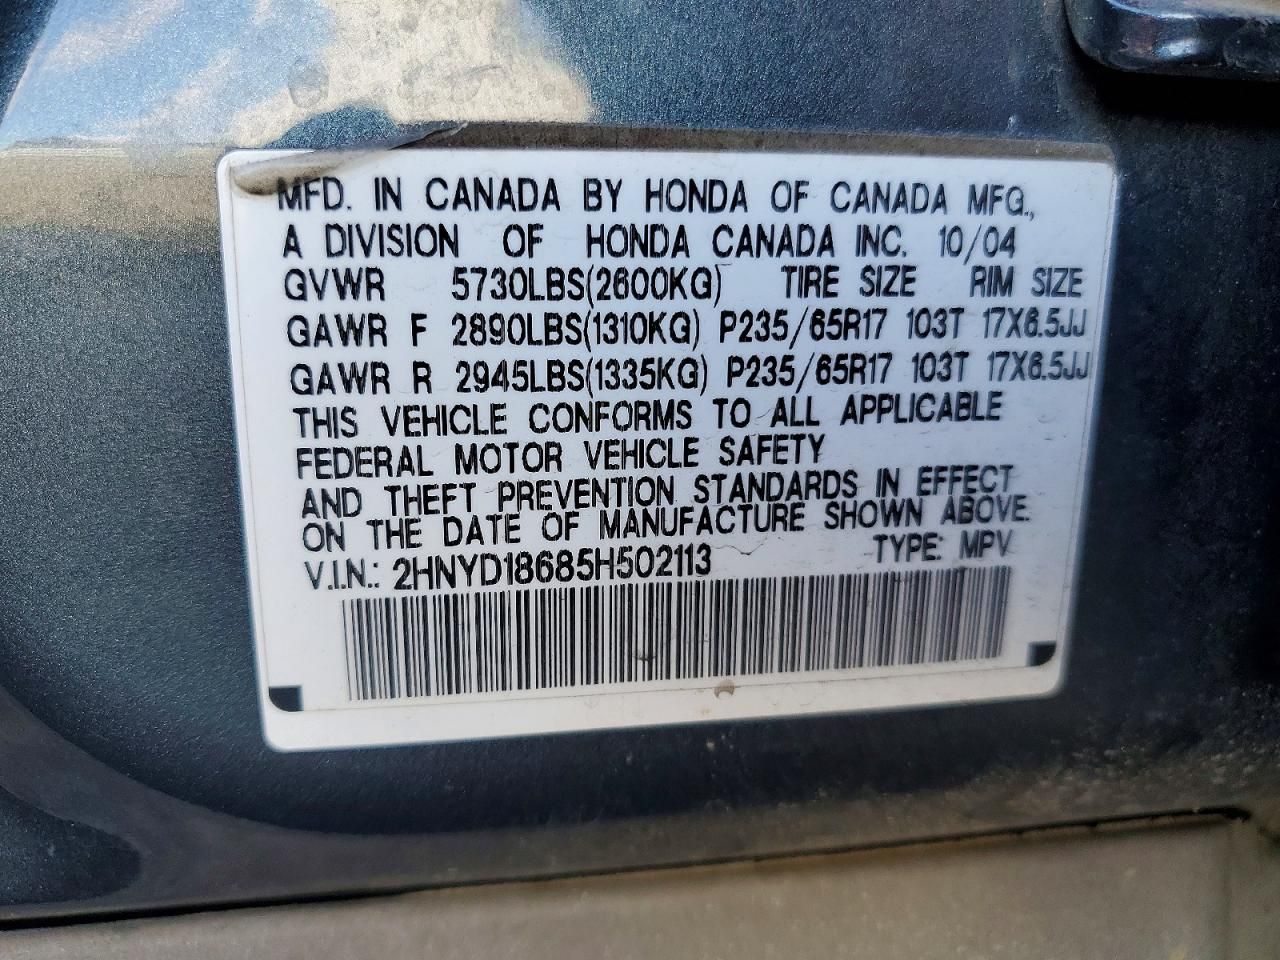 MFD. IN CANADA BY HONDA OF CANADA MFG.,
A DIVISION OF HONDA CANADA INC. 10/04
GVWR 5730LBS(2600KG) TIRE SIZE RIM SIZE
GAWR F 2890LBS(1310KG) P235/65R17 103T 17X6.5JJ
GAWR R 2945LBS(1335KG) P235/65R17 103T 17X6.5JJ
THIS VEHICLE CONFORMS TO ALL APPLICABLE
FEDERAL MOTOR VEHICLE SAFETY
AND THEFT PREVENTION STANDARDS IN EFFECT
ON THE DATE OF MANUFACTURE SHOWN ABOVE.
V.I.N.: 2HNYD18685H502113 TYPE: MPV